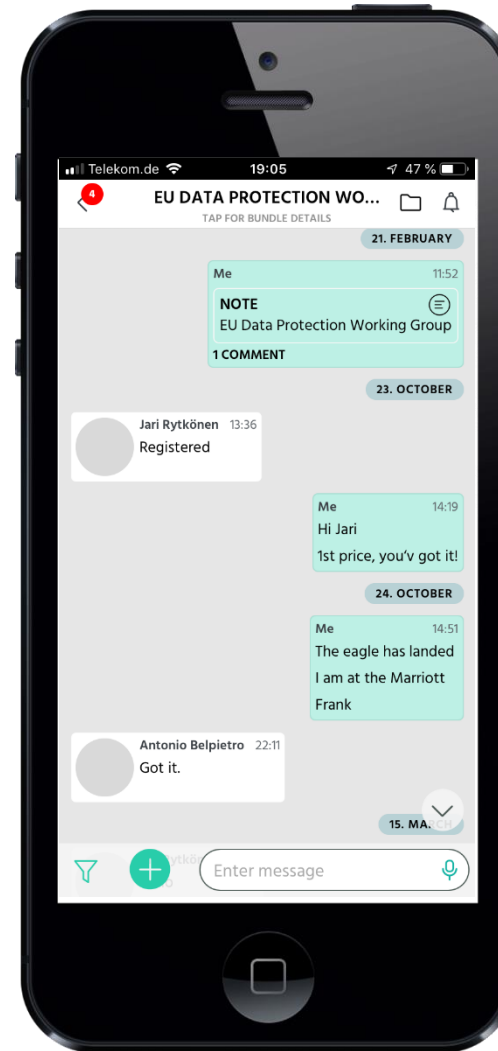 Telekom.de 19:05 47 %
4
EU DATA PROTECTION WO...
TAP FOR BUNDLE DETAILS
21. FEBRUARY
Me 11:52
NOTE
EU Data Protection Working Group
1 COMMENT
23. OCTOBER
Jari Rytkönen 13:36
Registered
Me 14:19
Hi Jari
1st price, you'v got it!
24. OCTOBER
Me 14:51
The eagle has landed
I am at the Marriott
Frank
Antonio Belpietro 22:11
Got it.
15. MARCH
Enter message